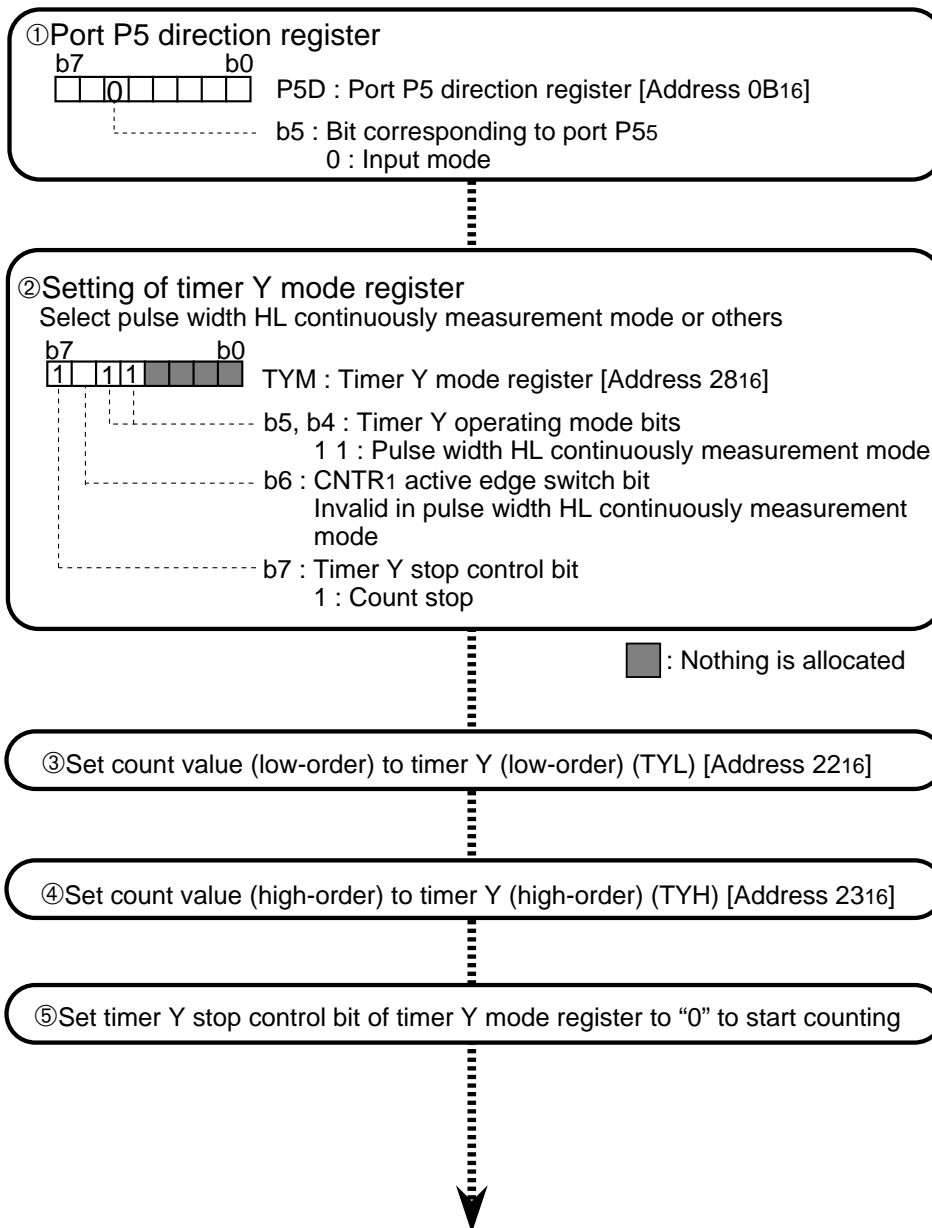 ①Port P5 direction register
b7 b0
0
P5D : Port P5 direction register [Address 0B16]
b5 : Bit corresponding to port P55
0 : Input mode
②Setting of timer Y mode register
Select pulse width HL continuously measurement mode or others
b7 b0
1 1 1
TYM : Timer Y mode register [Address 2816]
b5, b4 : Timer Y operating mode bits
1 1 : Pulse width HL continuously measurement mode
b6 : CNTR1 active edge switch bit
Invalid in pulse width HL continuously measurement
mode
b7 : Timer Y stop control bit
1 : Count stop
: Nothing is allocated
③Set count value (low-order) to timer Y (low-order) (TYL) [Address 2216]
④Set count value (high-order) to timer Y (high-order) (TYH) [Address 2316]
⑤Set timer Y stop control bit of timer Y mode register to “0” to start counting